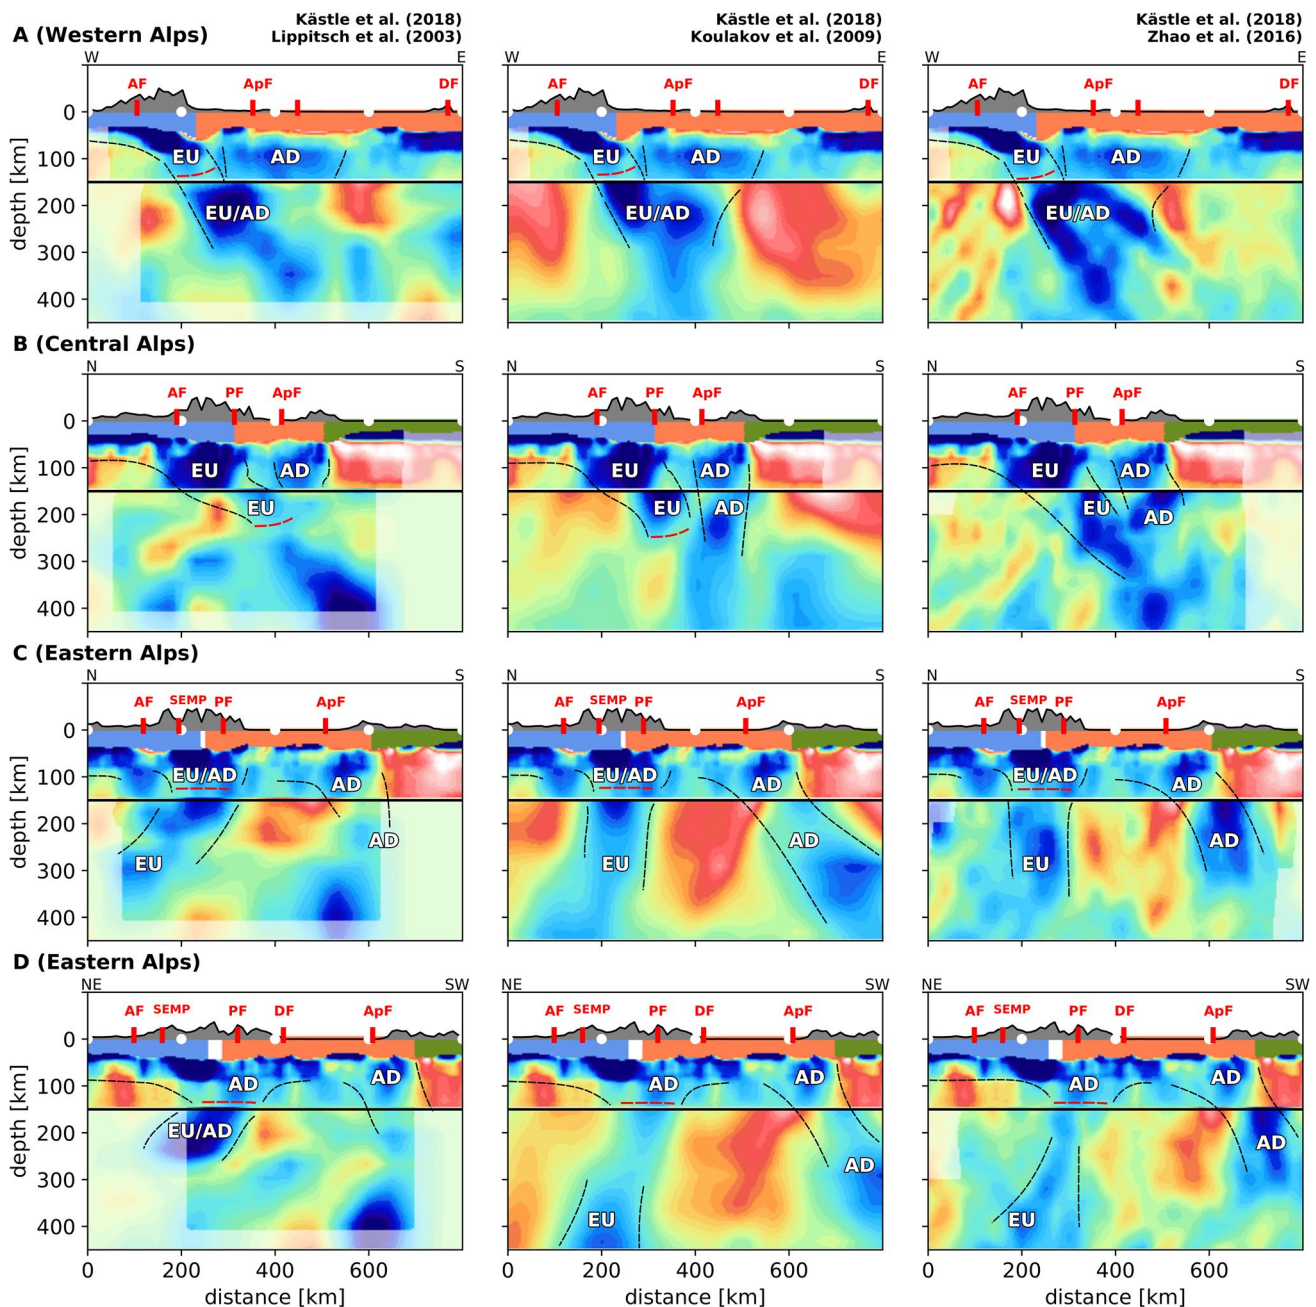 A (Western Alps)
Kästle et al. (2018)
Lippitsch et al. (2003)
Kästle et al. (2018)
Koulakov et al. (2009)
Kästle et al. (2018)
Zhao et al. (2016)
W E W E W E
AF ApF DF AF ApF DF AF ApF DF
0
EU AD EU AD EU AD
100
200
EU/AD EU/AD EU/AD
300
400
depth [km]
B (Central Alps)
N S N S N S
AF PF ApF AF PF ApF AF PF ApF
0
100
EU AD EU AD EU AD
200
EU EU AD EU AD
300
400
depth [km]
C (Eastern Alps)
N S N S N S
AF SEMP PF ApF AF SEMP PF ApF AF SEMP PF ApF
0
100
EU/AD AD EU/AD AD EU/AD AD
200
EU AD EU AD EU AD
300
400
depth [km]
D (Eastern Alps)
NE SW NE SW NE SW
AF SEMP PF DF ApF AF SEMP PF DF ApF AF SEMP PF DF ApF
0
100
AD AD AD AD AD AD
200
EU/AD EU AD EU AD
300
400
depth [km]
0 200 400 600 0 200 400 600 0 200 400 600
distance [km] distance [km] distance [km]